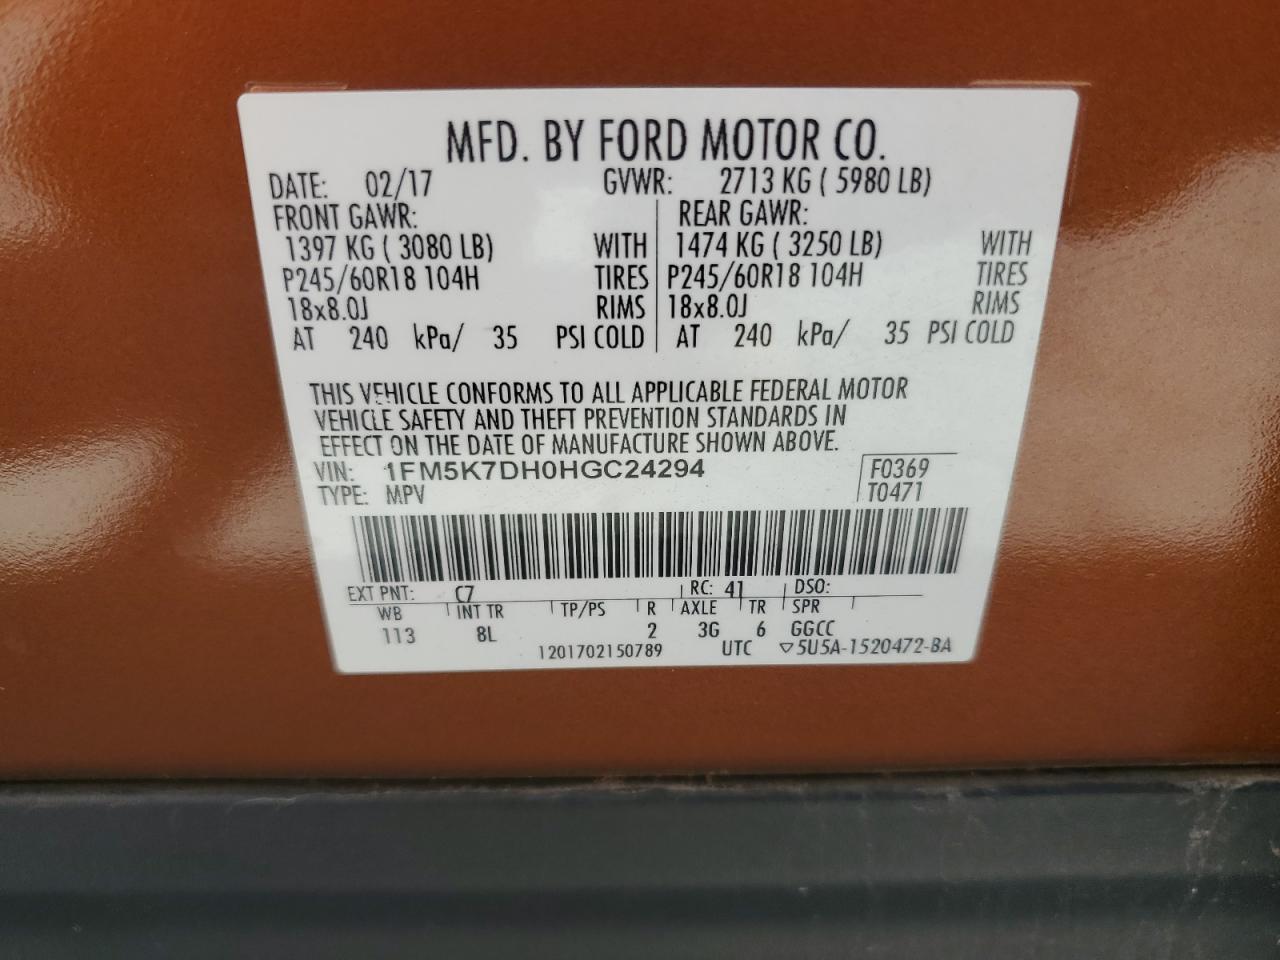 MFD. BY FORD MOTOR CO.
DATE: 02/17 GVWR: 2713 KG ( 5980 LB)
FRONT GAWR: REAR GAWR:
1397 KG ( 3080 LB) WITH 1474 KG ( 3250 LB) WITH
P245/60R18 104H TIRES P245/60R18 104H TIRES
18x8.0J RIMS 18x8.0J RIMS
AT 240 kPa/ 35 PSI COLD AT 240 kPa/ 35 PSI COLD
THIS VEHICLE CONFORMS TO ALL APPLICABLE FEDERAL MOTOR
VEHICLE SAFETY AND THEFT PREVENTION STANDARDS IN
EFFECT ON THE DATE OF MANUFACTURE SHOWN ABOVE.
VIN: 1FM5K7DH0HGC24294 F0369
TYPE: MPV T0471
EXT PNT: C7 RC: 41 DSO:
WB INT TR TP/PS R AXLE TR SPR
113 8L 2 3G 6 GGCC
1201702150789 UTC ▽5U5A-1520472-BA